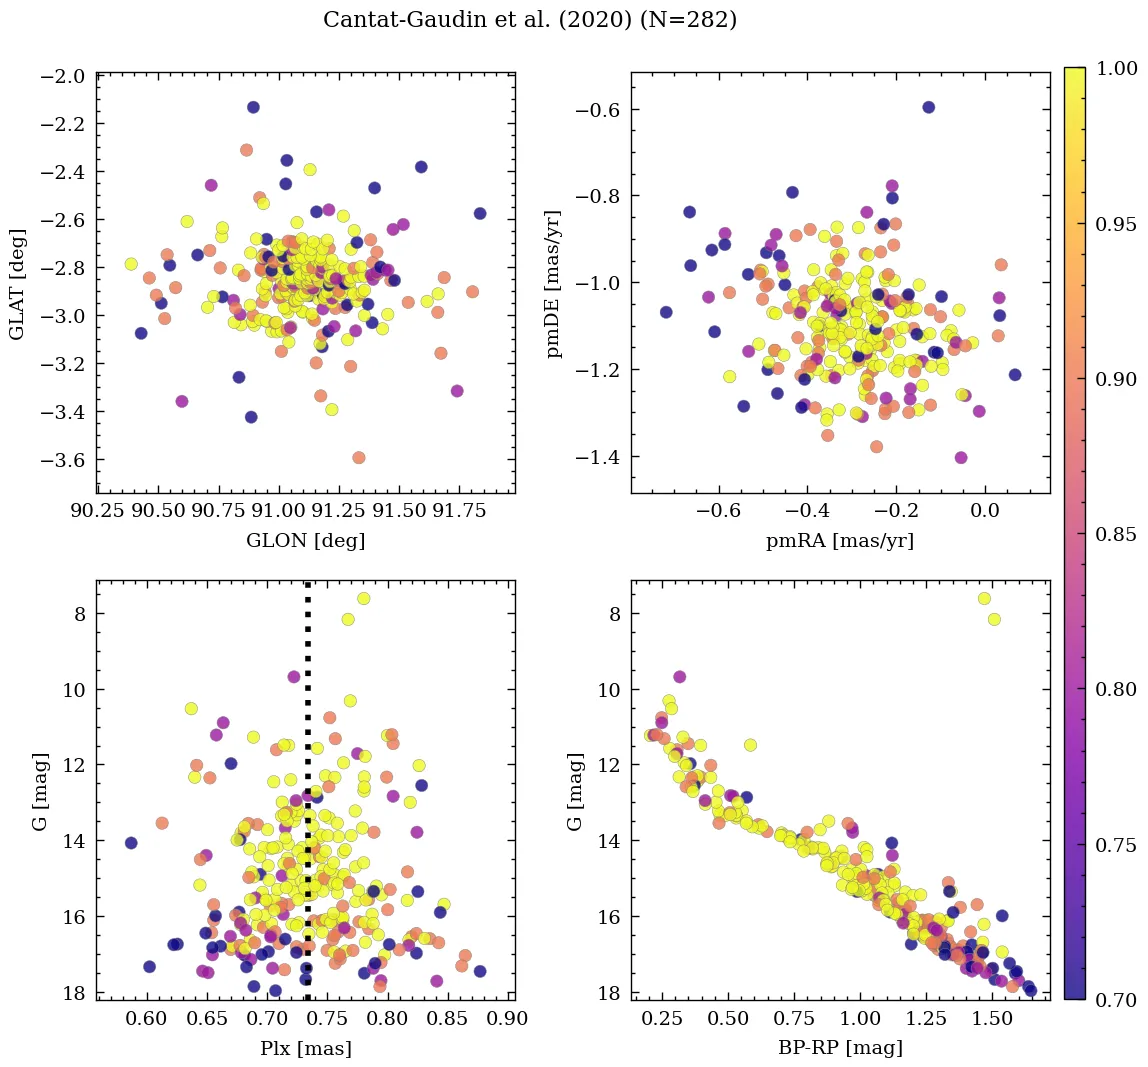 Cantat-Gaudin et al. (2020) (N=282)
−2.0
−2.2
−2.4
−2.6
−2.8
−3.0
−3.2
−3.4
−3.6
GLAT [deg]
90.25 90.50 90.75 91.00 91.25 91.50 91.75
GLON [deg]
−0.6
−0.8
−1.0
−1.2
−1.4
pmDE [mas/yr]
−0.6 −0.4 −0.2 0.0
pmRA [mas/yr]
8
10
12
14
16
18
G [mag]
0.60 0.65 0.70 0.75 0.80 0.85 0.90
Plx [mas]
8
10
12
14
16
18
G [mag]
0.25 0.50 0.75 1.00 1.25 1.50
BP-RP [mag]
1.00
0.95
0.90
0.85
0.80
0.75
0.70